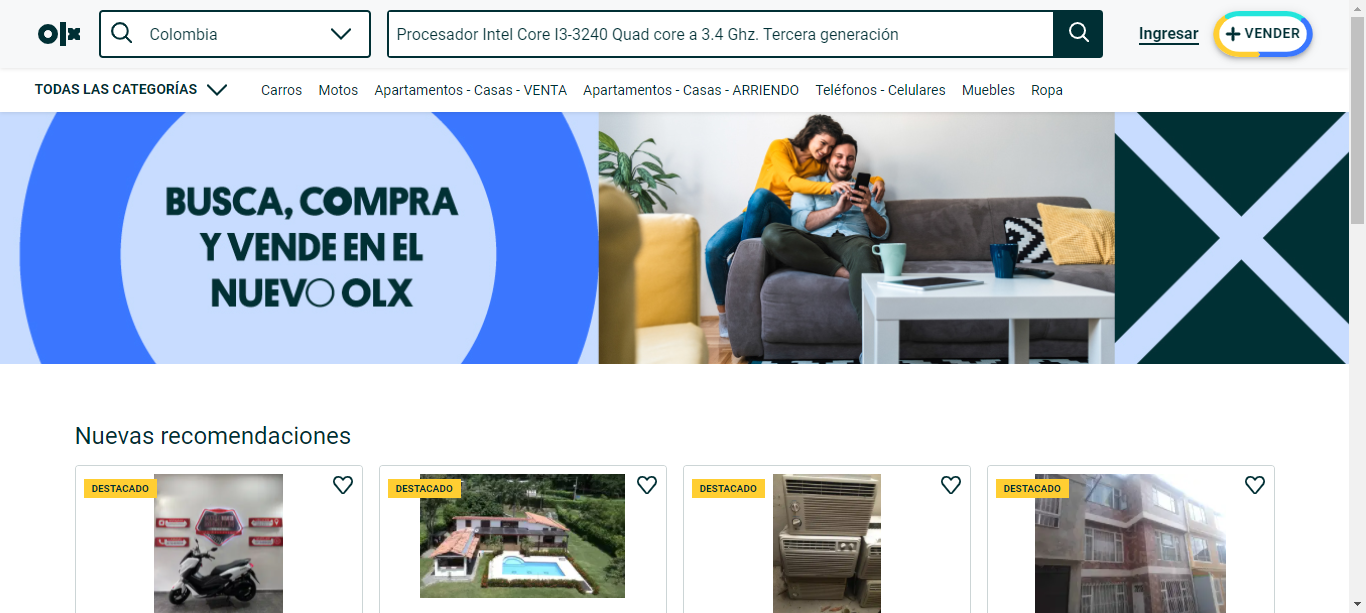 olx
Colombia
Procesador Intel Core I3-3240 Quad core a 3.4 Ghz. Tercera generación
Ingresar
VENDER
TODAS LAS CATEGORÍAS
Carros
Motos
Apartamentos - Casas - VENTA
Apartamentos - Casas - ARRIENDO
Teléfonos - Celulares
Muebles
Ropa
BUSCA, COMPRA
Y VENDE EN EL
NUEVO OLX
Nuevas recomendaciones
DESTACADO
DESTACADO
DESTACADO
DESTACADO